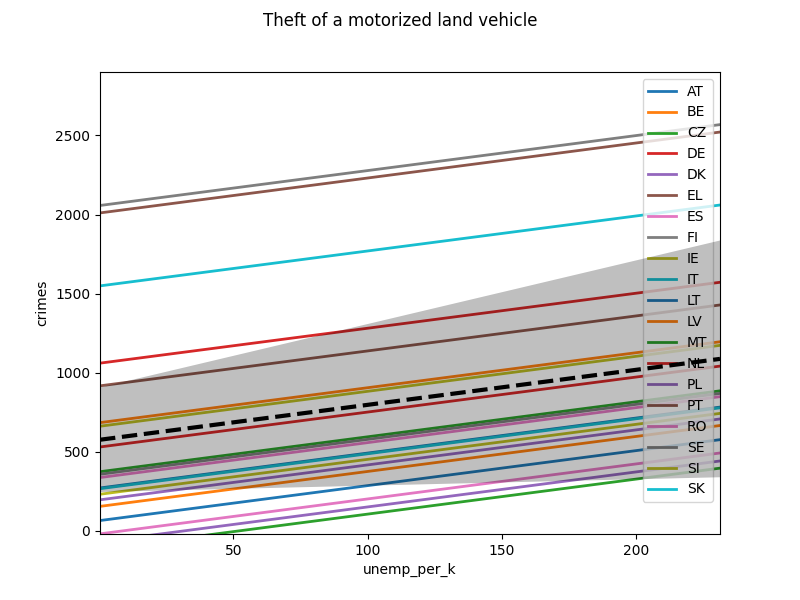 Theft of a motorized land vehicle
crimes
2500
2000
1500
1000
500
0
50
100
150
200
unemp_per_k
AT
BE
CZ
DE
DK
EL
ES
FI
IE
IT
LT
LV
MT
NL
PL
PT
RO
SE
SI
SK